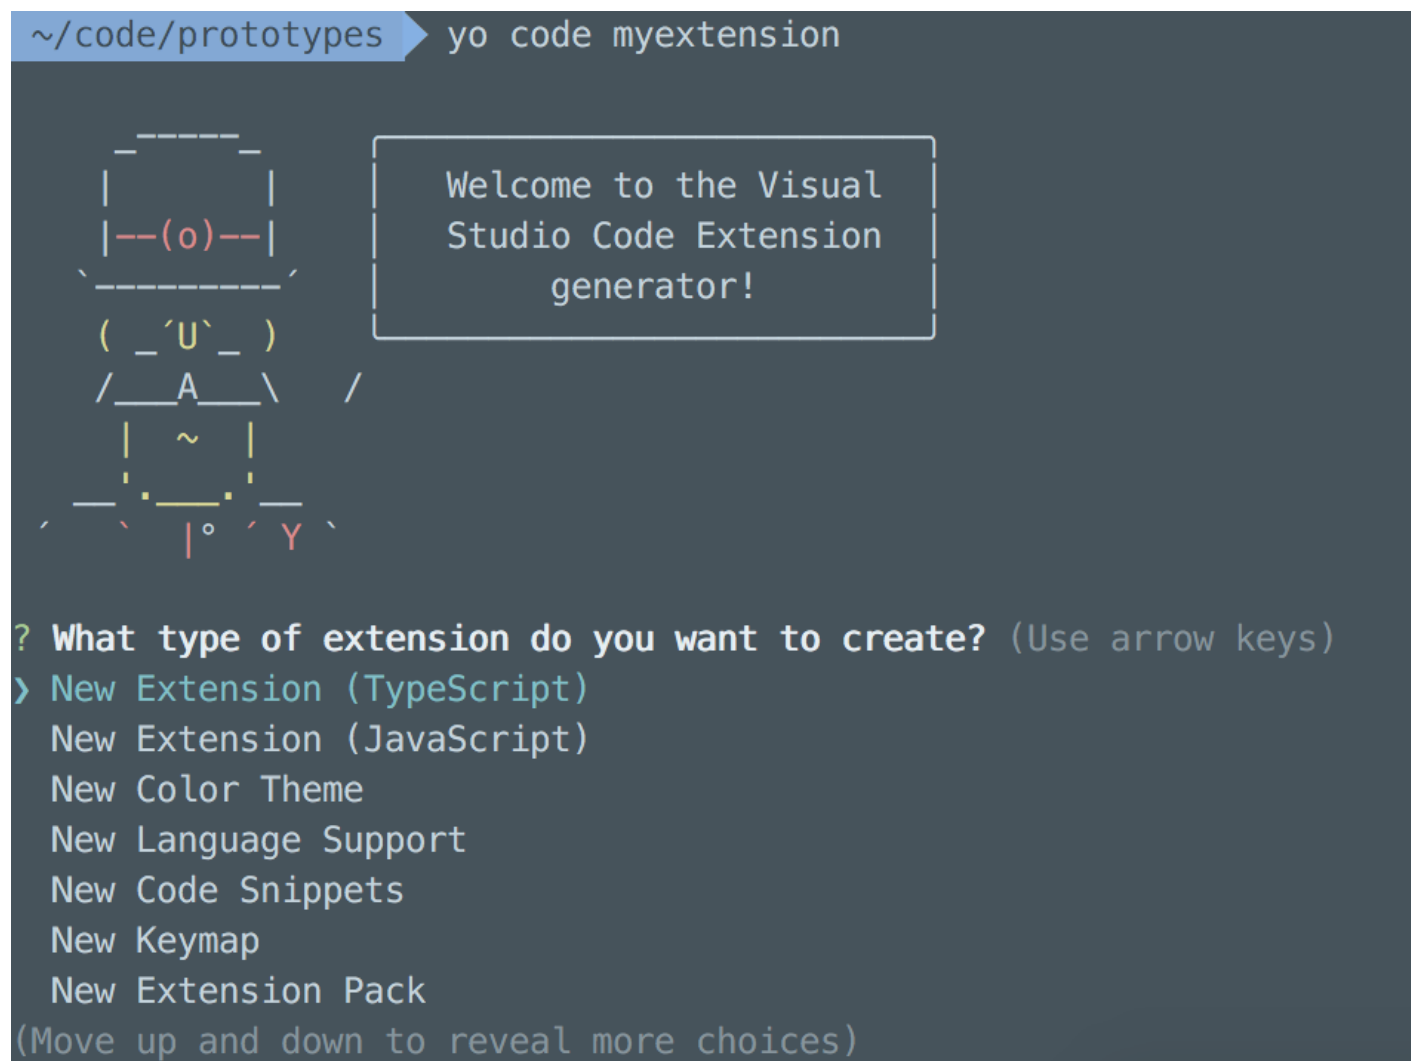 ~/code/prototypes yo code myextension
Welcome to the Visual
Studio Code Extension
generator!
? What type of extension do you want to create? (Use arrow keys)
❯ New Extension (TypeScript)
New Extension (JavaScript)
New Color Theme
New Language Support
New Code Snippets
New Keymap
New Extension Pack
(Move up and down to reveal more choices)